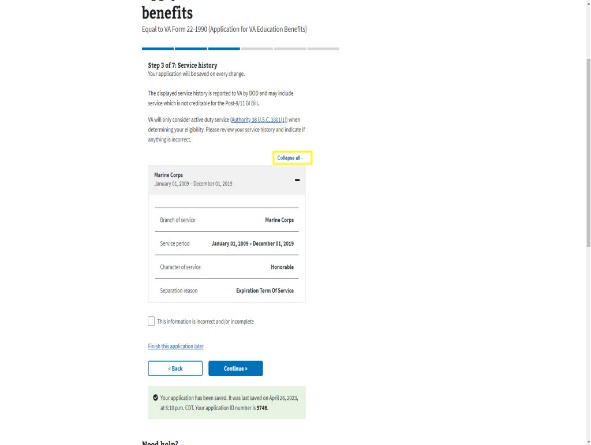 benefits
Equal to VA Form 22-1990 (Application for VA Education Benefits)
Step 3 of 7: Service history
Your application will be saved on every change.
The displayed service history is reported to VA by DOD and may include
service which is not creditable for the Post-9/11 GI Bill.
VA will only consider active duty service (Authority 38 U.S.C. 3311(1)) when
determining your eligibility. Please review your service history and indicate if
anything is incorrect.
Collapse all -
Marine Corps
January 01, 2009 – December 01, 2019
Branch of service Marine Corps
Service period January 01, 2009 – December 01, 2019
Character of service Honorable
Separation reason Expiration Term Of Service
This information is incorrect and/or incomplete
Finish this application later
« Back Continue »
Your application has been saved. It was last saved on April 26, 2023,
at 6:10 p.m. CDT. Your application ID number is 9746.
Need help?